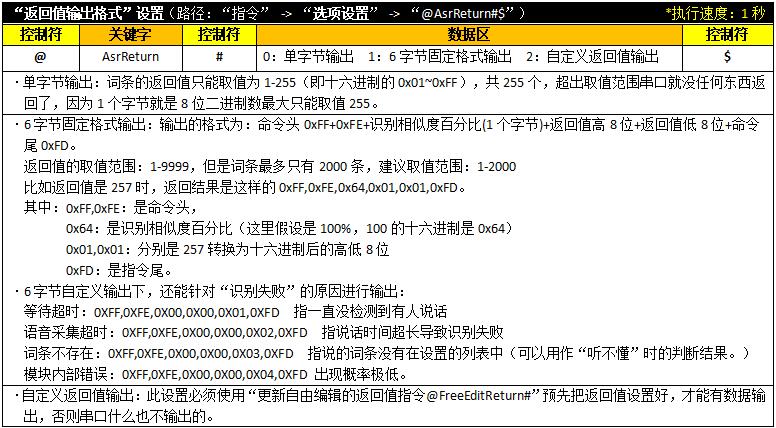 “返回值输出格式”设置（路径：“指令” -> “选项设置” -> “@AsrReturn#$”） *执行速度：1 秒
控制符 关键字 控制符 数据区 控制符
@ AsrReturn # 0：单字节输出 1：6 字节固定格式输出 2：自定义返回值输出 $
·单字节输出：词条的返回值只能取值为 1-255（即十六进制的 0x01~0xFF），共 255 个，超出取值范围串口就没任何东西返
回了，因为 1 个字节就是 8 位二进制数最大只能取值 255。
·6 字节固定格式输出：输出的格式为：命令头 0xFF+0xFE+识别相似度百分比(1 个字节)+返回值高 8 位+返回值低 8 位+命令
尾 0xFD。
返回值的取值范围：1-9999，但是词条最多只有 2000 条，建议取值范围：1-2000
比如返回值是 257 时，返回结果是这样的 0xFF,0xFE,0x64,0x01,0x01,0xFD。
其中：0xFF,0xFE：是命令头，
0x64：是识别相似度百分比（这里假设是 100%，100 的十六进制是 0x64）
0x01,0x01：分别是 257 转换为十六进制后的高低 8 位
0xFD：是指令尾。
·6 字节自定义输出下，还能针对“识别失败”的原因进行输出：
等待超时：0XFF,0XFE,0X00,0X00,0X01,0XFD 指一直没检测到有人说话
语音采集超时：0XFF,0XFE,0X00,0X00,0X02,0XFD 指说话时间超长导致识别失败
词条不存在：0XFF,0XFE,0X00,0X00,0X03,0XFD 指说的词条没有在设置的列表中（可以用作“听不懂”时的判断结果。）
模块内部错误：0XFF,0XFE,0X00,0X00,0X04,0XFD 出现概率极低。
·自定义返回值输出：此设置必须使用“更新自由编辑的返回值指令@FreeEditReturn#”预先把返回值设置好，才能有数据输
出，否则串口什么也不输出的。